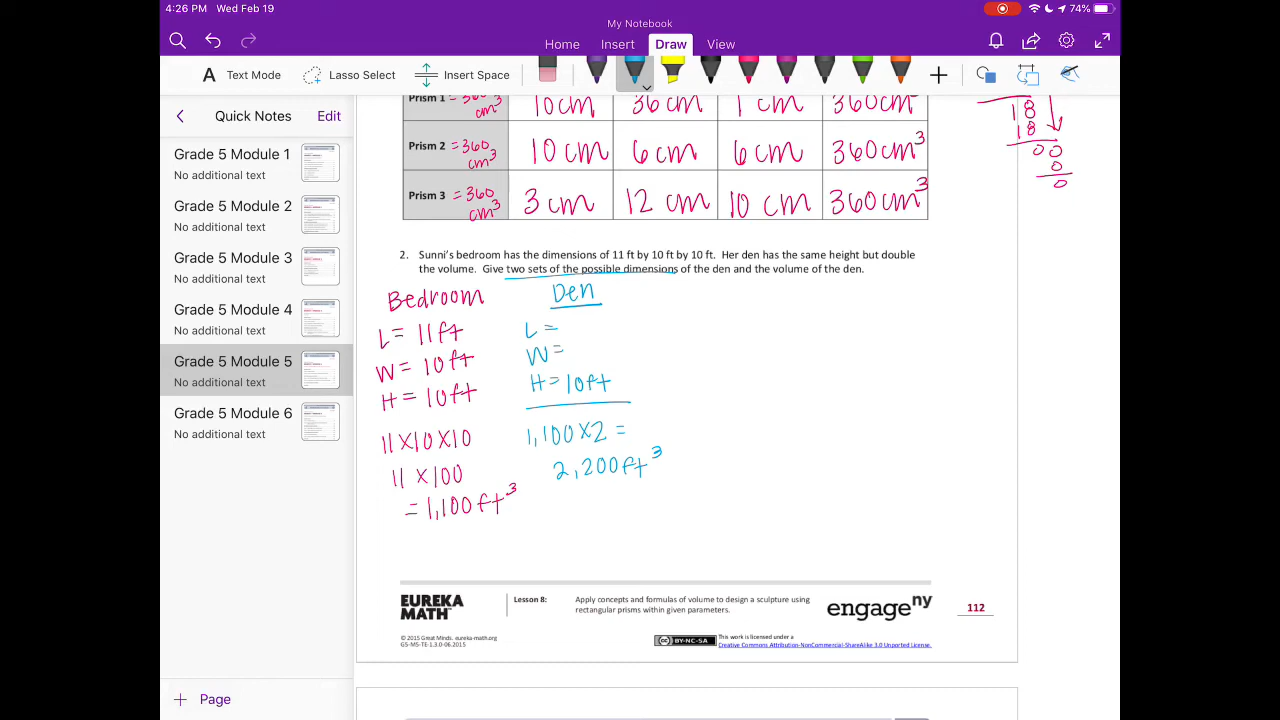 4:26 PM Wed Feb 19
74%
My Notebook
Home Insert Draw View
A Text Mode Lasso Select Insert Space
Quick Notes Edit
Grade 5 Module 1
No additional text
Grade 5 Module 2
No additional text
Grade 5 Module 3
No additional text
Grade 5 Module 4
No additional text
Grade 5 Module 5
No additional text
Grade 5 Module 6
No additional text
+ Page
Prism 1 = 360 cm³ 10 cm 36 cm 1 cm 360 cm³
Prism 2 = 360 cm³ 10 cm 6 cm 6 cm 360 cm³
Prism 3 = 360 cm³ 3 cm 12 cm 10 cm 360 cm³
18
18
00
0
0
2. Sunni's bedroom has the dimensions of 11 ft by 10 ft by 10 ft. Her den has the same height but double
the volume. Give two sets of the possible dimensions of the den and the volume of the den.
Bedroom
L = 11 ft
W = 10 ft
H = 10 ft
11 x 10 x 10
11 x 100
= 1,100 ft³
Den
L =
W =
H = 10 ft
1,100 x 2 =
2,200 ft³
EUREKA
MATH
Lesson 8: Apply concepts and formulas of volume to design a sculpture using
rectangular prisms within given parameters.
engage ny
112
© 2015 Great Minds. eureka-math.org
G5-M5-TE-1.3.0-06.2015
cc BY-NC-SA
This work is licensed under a
Creative Commons Attribution-NonCommercial-ShareAlike 3.0 Unported License.